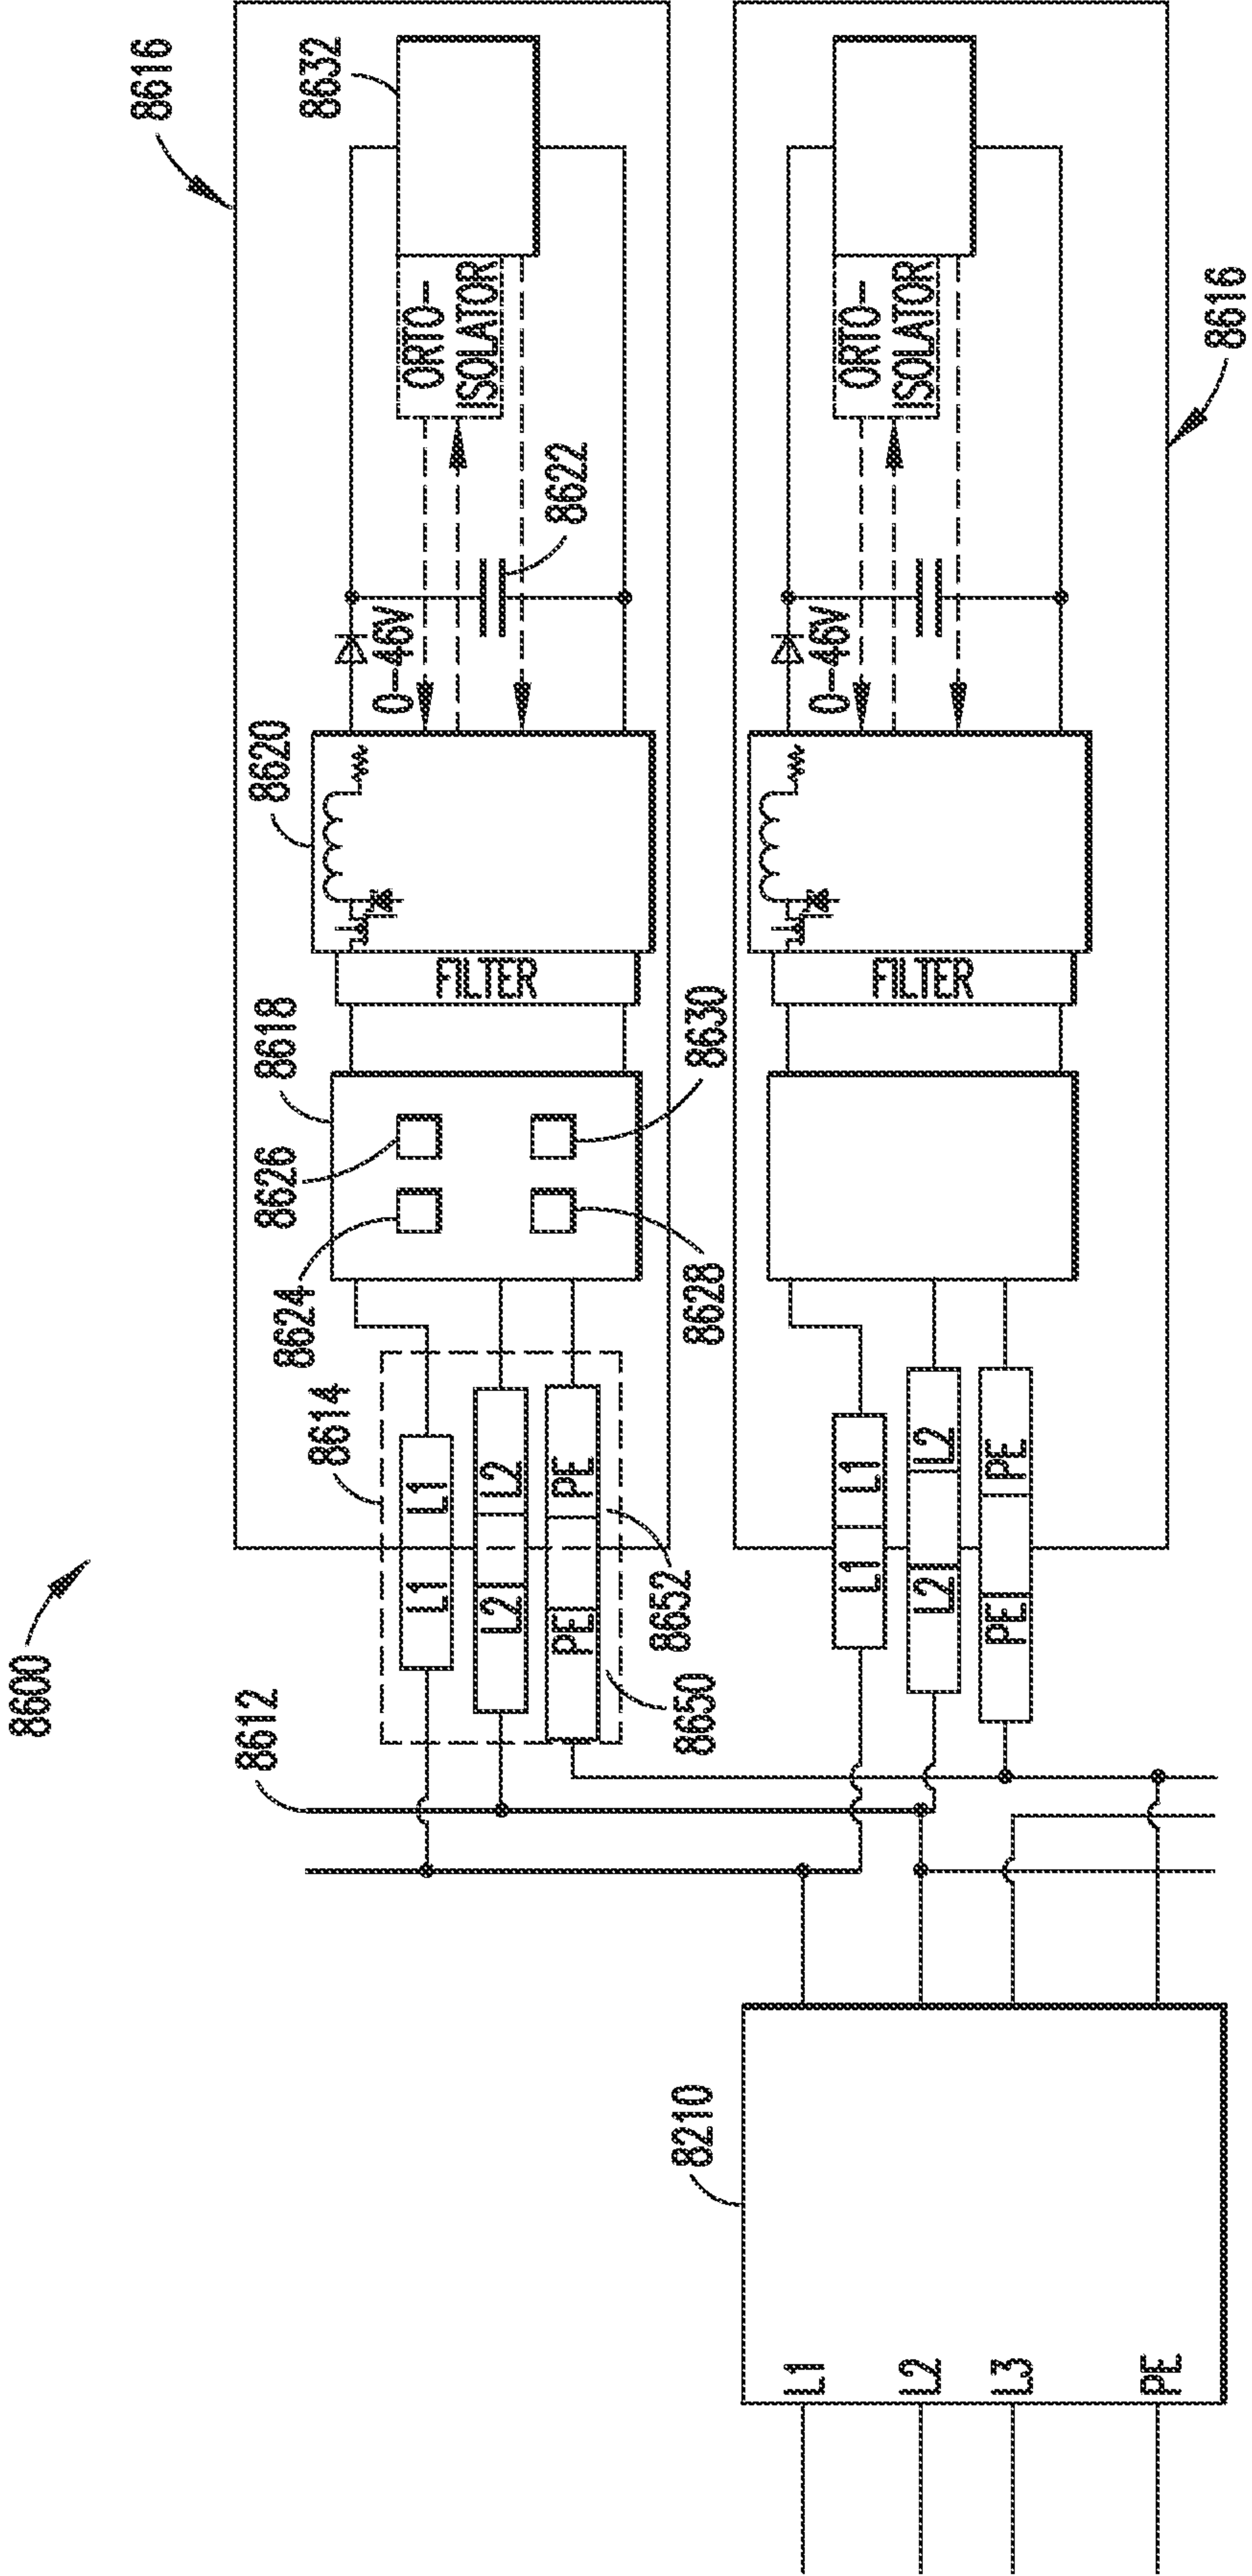 8600
8616
8632
ORTO-
ISOLATOR
8622
0-46V
8620
FILTER
8618
8626
8630
8624
8628
8614
L1 L1
L2 L2
PE PE
8652
8650
8612
8616
ORTO-
ISOLATOR
0-46V
FILTER
L1 L1
L2 L2
PE PE
8210
L1
L2
L3
PE